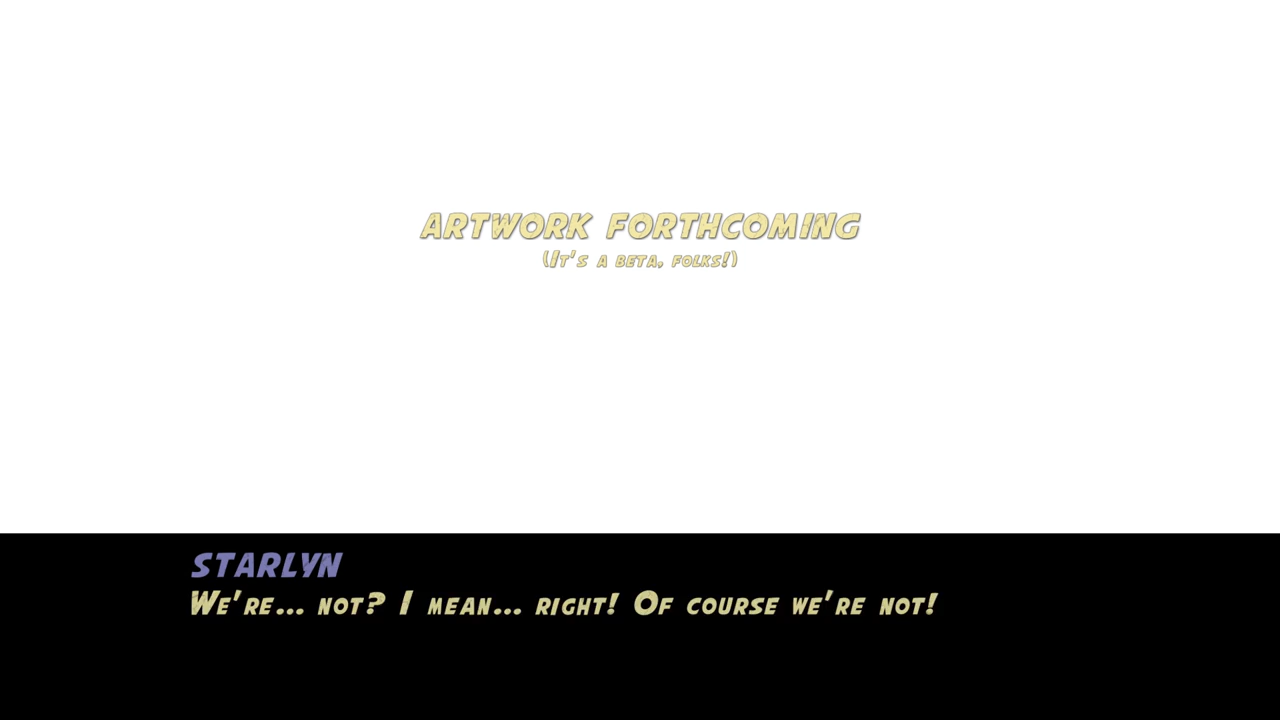 ARTWORK FORTHCOMING
(It's a beta, folks!)
STARLYN
We're... not? I mean... right! Of course we're not!